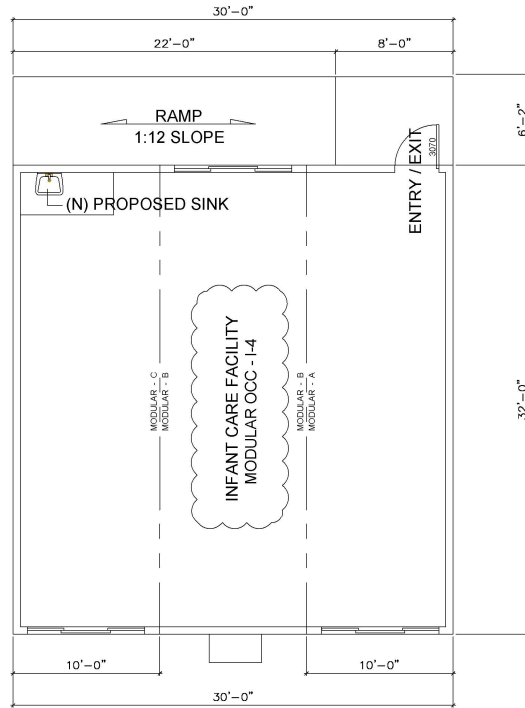 30'-0"
22'-0"
8'-0"
RAMP
1:12 SLOPE
6'-2"
ENTRY / EXIT
3070
(N) PROPOSED SINK
INFANT CARE FACILITY
MODULAR OCC - I-4
MODULAR - C
MODULAR - B
MODULAR - B
MODULAR - A
32'-0"
10'-0"
10'-0"
30'-0"